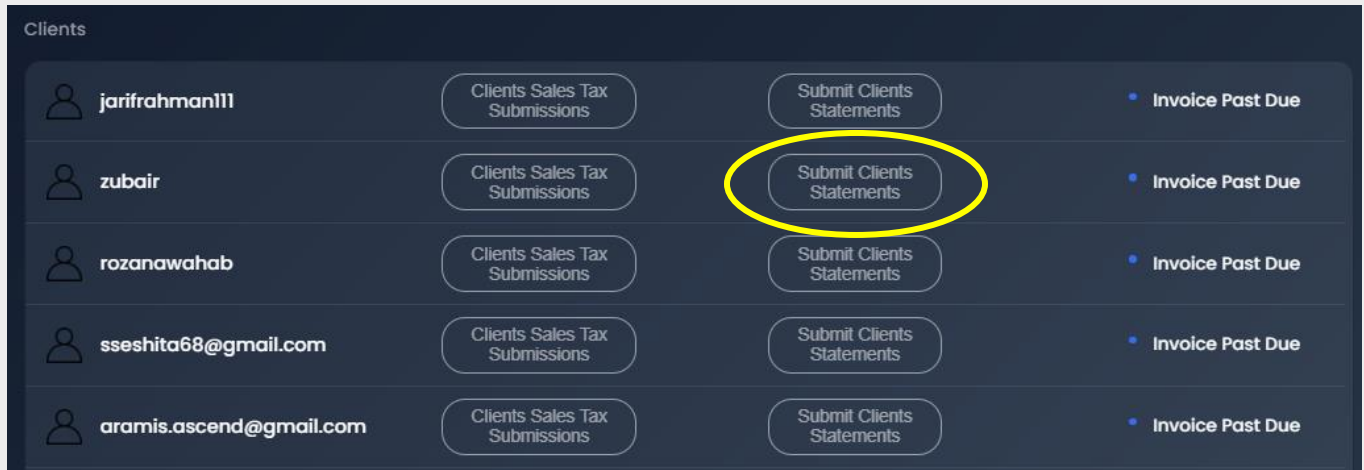 Clients
jarifrahman111
Clients Sales Tax
Submissions
Submit Clients
Statements
Invoice Past Due
zubair
Clients Sales Tax
Submissions
Submit Clients
Statements
Invoice Past Due
rozanawahab
Clients Sales Tax
Submissions
Submit Clients
Statements
Invoice Past Due
sseshita68@gmail.com
Clients Sales Tax
Submissions
Submit Clients
Statements
Invoice Past Due
aramis.ascend@gmail.com
Clients Sales Tax
Submissions
Submit Clients
Statements
Invoice Past Due